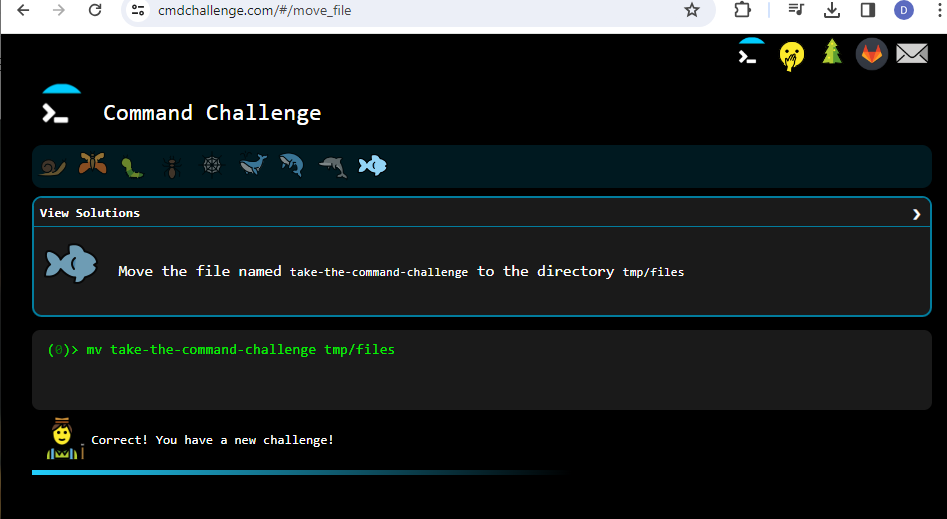 cmdchallenge.com/#/move_file
D
Command Challenge
View Solutions
Move the file named take-the-command-challenge to the directory tmp/files
(0)> mv take-the-command-challenge tmp/files
Correct! You have a new challenge!